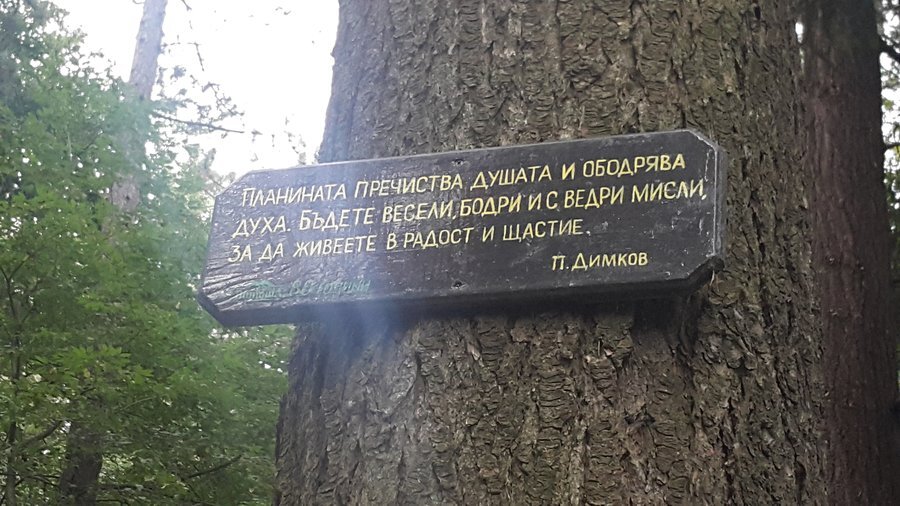 ПЛАНИНАТА ПРЕЧИСТВА ДУШАТА И ОБОДРЯВА
ДУХА. БЪДЕТЕ ВЕСЕЛИ, БОДРИ И С ВЕДРИ МИСЛИ,
ЗА ДА ЖИВЕЕТЕ В РАДОСТ И ЩАСТИЕ.
П. ДИМКОВ